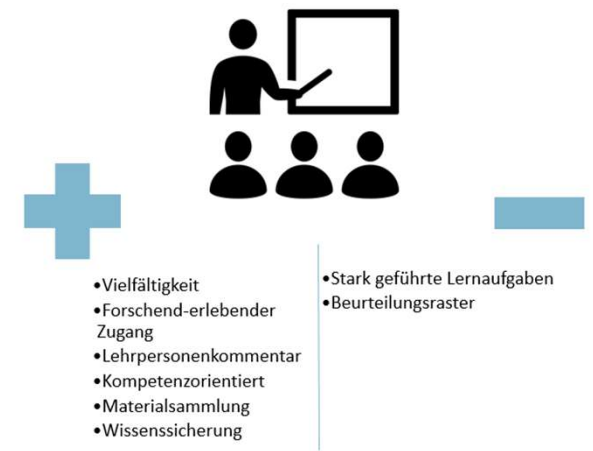 •Vielfältigkeit
•Forschend-erlebender
Zugang
•Lehrpersonenkommentar
•Kompetenzorientiert
•Materialsammlung
•Wissenssicherung
•Stark geführte Lernaufgaben
•Beurteilungsraster